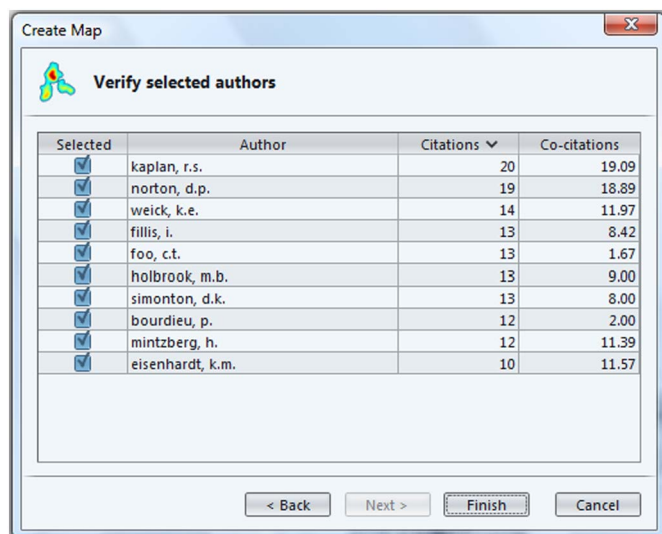 Create Map
Verify selected authors
Selected Author Citations Co-citations
kaplan, r.s. 20 19.09
norton, d.p. 19 18.89
weick, k.e. 14 11.97
fillis, i. 13 8.42
foo, c.t. 13 1.67
holbrook, m.b. 13 9.00
simonton, d.k. 13 8.00
bourdieu, p. 12 2.00
mintzberg, h. 12 11.39
eisenhardt, k.m. 10 11.57
< Back Next > Finish Cancel